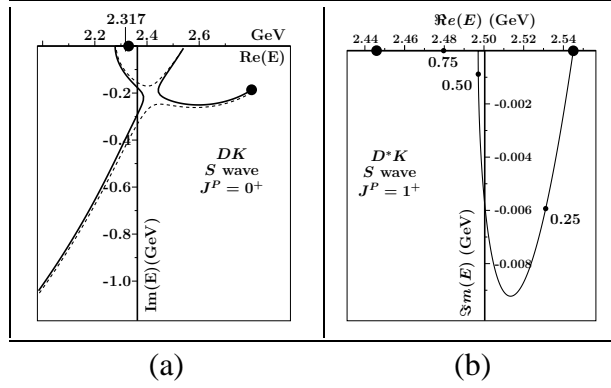 2.317
GeV
2.2
2.4
2.6
Re(E)
-0.2
-0.4
-0.6
-0.8
-1.0
DK
S wave
J^P = 0^+
Im(E)(GeV)
(a)
ℜe(E) (GeV)
2.44
2.46
2.48
2.50
2.52
2.54
0.75
0.50
0.25
-0.002
-0.004
-0.006
-0.008
D*K
S wave
J^P = 1^+
ℑm(E) (GeV)
(b)